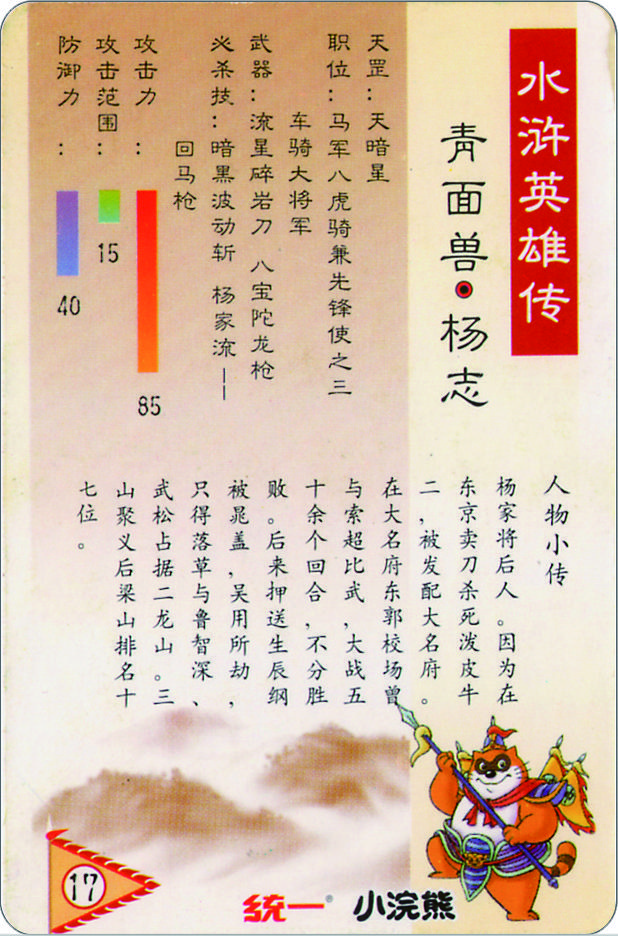 水浒英雄传
青面兽·杨志
天罡：天暗星
职位：马军八虎骑兼先锋使之三
车骑大将军
武器：流星碎岩刀 八宝陀龙枪
必杀技：暗黑波动斩 杨家流——
回马枪
攻击力：
85
攻击范围：
15
防御力：
40
人物小传
杨家将后人。因为在
东京卖刀杀死泼皮牛
二，被发配大名府。
在大名府东郭校场曾
与索超比武，大战五
十余个回合，不分胜
败。后来押送生辰纲
被晁盖，吴用所劫，
只得落草与鲁智深、
武松占据二龙山。三
山聚义后梁山排名十
七位。
17
统一® 小浣熊